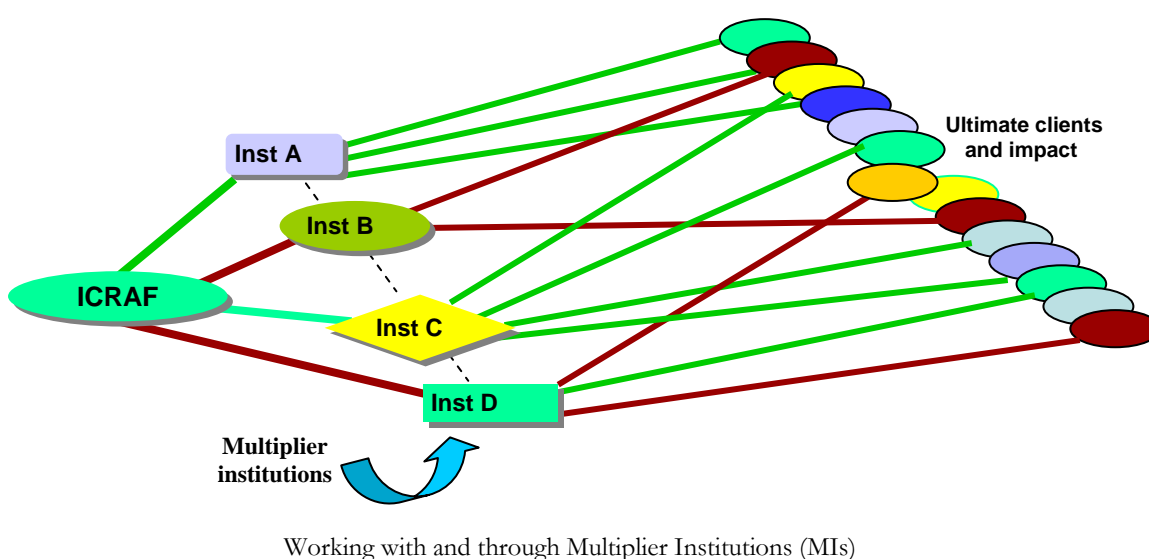 Ultimate clients
and impact
Inst A
Inst B
ICRAF
Inst C
Inst D
Multiplier
institutions
Working with and through Multiplier Institutions (MIs)